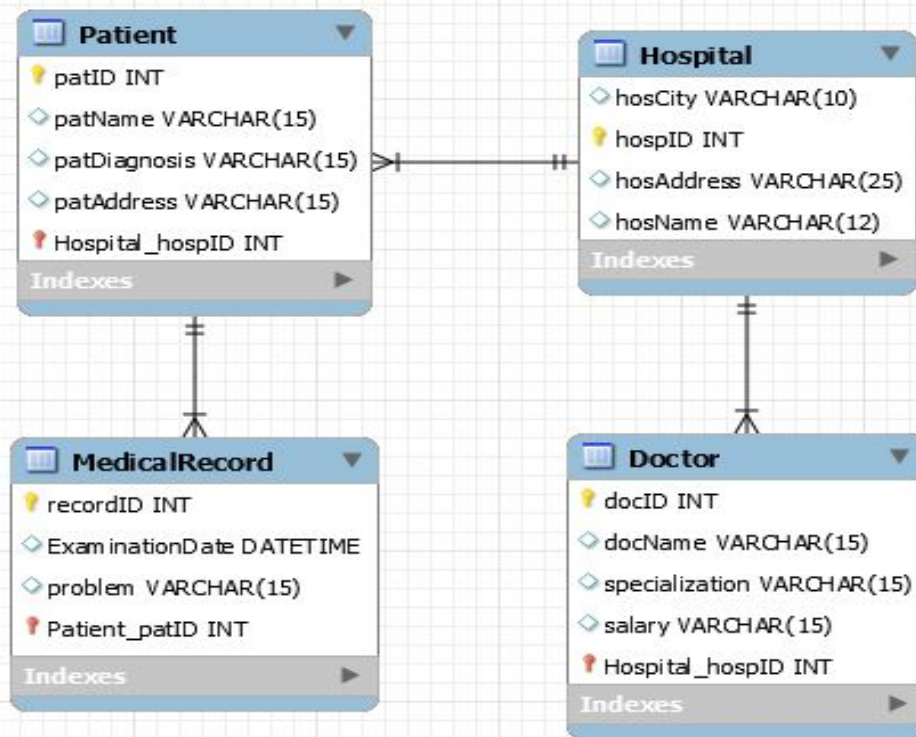 Patient
patID INT
patName VARCHAR(15)
patDiagnosis VARCHAR(15)
patAddress VARCHAR(15)
Hospital_hospID INT
Indexes
Hospital
hosCity VARCHAR(10)
hospID INT
hosAddress VARCHAR(25)
hosName VARCHAR(12)
Indexes
MedicalRecord
recordID INT
ExaminationDate DATETIME
problem VARCHAR(15)
Patient_patID INT
Indexes
Doctor
docID INT
docName VARCHAR(15)
specialization VARCHAR(15)
salary VARCHAR(15)
Hospital_hospID INT
Indexes